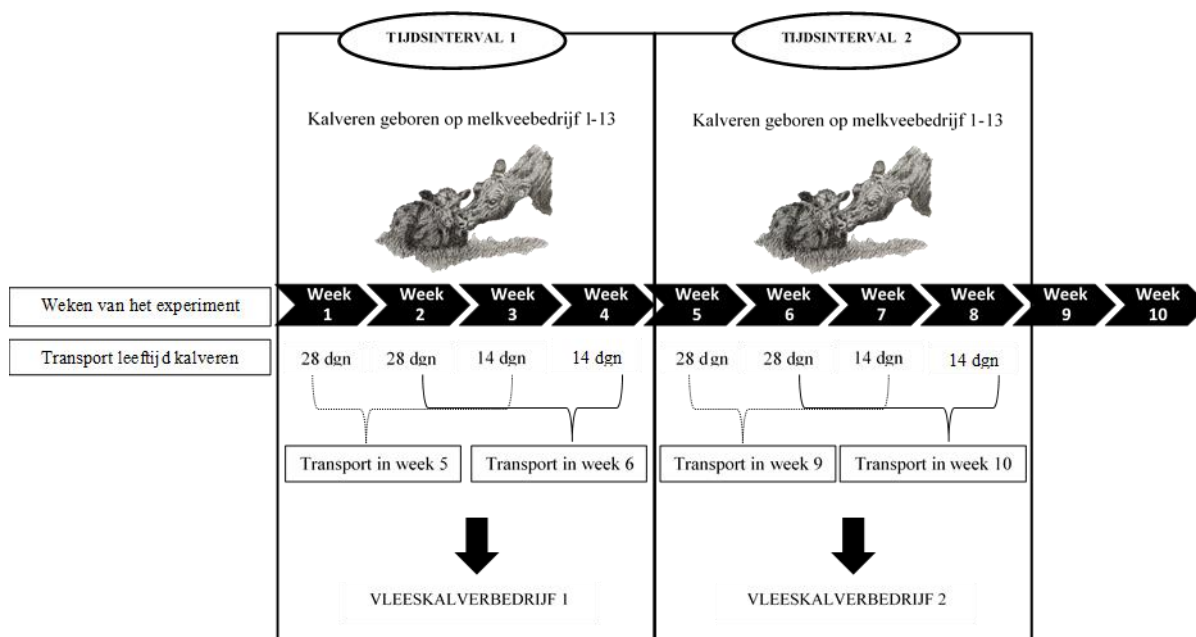 TIJDSINTERVAL 1
TIJDSINTERVAL 2
Kalveren geboren op melkveebedrijf 1-13
Kalveren geboren op melkveebedrijf 1-13
Weken van het experiment
Week 1
Week 2
Week 3
Week 4
Week 5
Week 6
Week 7
Week 8
Week 9
Week 10
Transport leeftijd kalveren
28 dgn
28 dgn
14 dgn
14 dgn
28 dgn
28 dgn
14 dgn
14 dgn
Transport in week 5
Transport in week 6
Transport in week 9
Transport in week 10
VLEESKALVERBEDRIJF 1
VLEESKALVERBEDRIJF 2